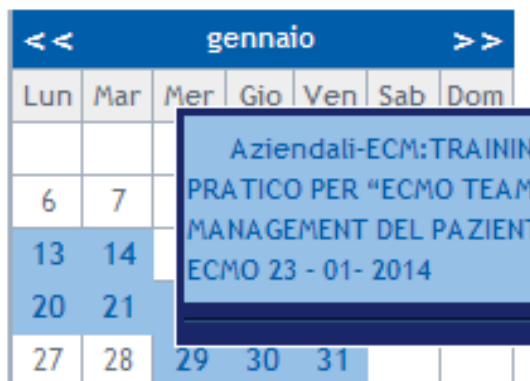 << gennaio >>
Lun Mar Mer Gio Ven Sab Dom
Aziendali-ECM:TRAININ
6 7 PRATICO PER “ECMO TEAM
MANAGEMENT DEL PAZIENT
13 14 ECMO 23 - 01- 2014
20 21
27 28 29 30 31